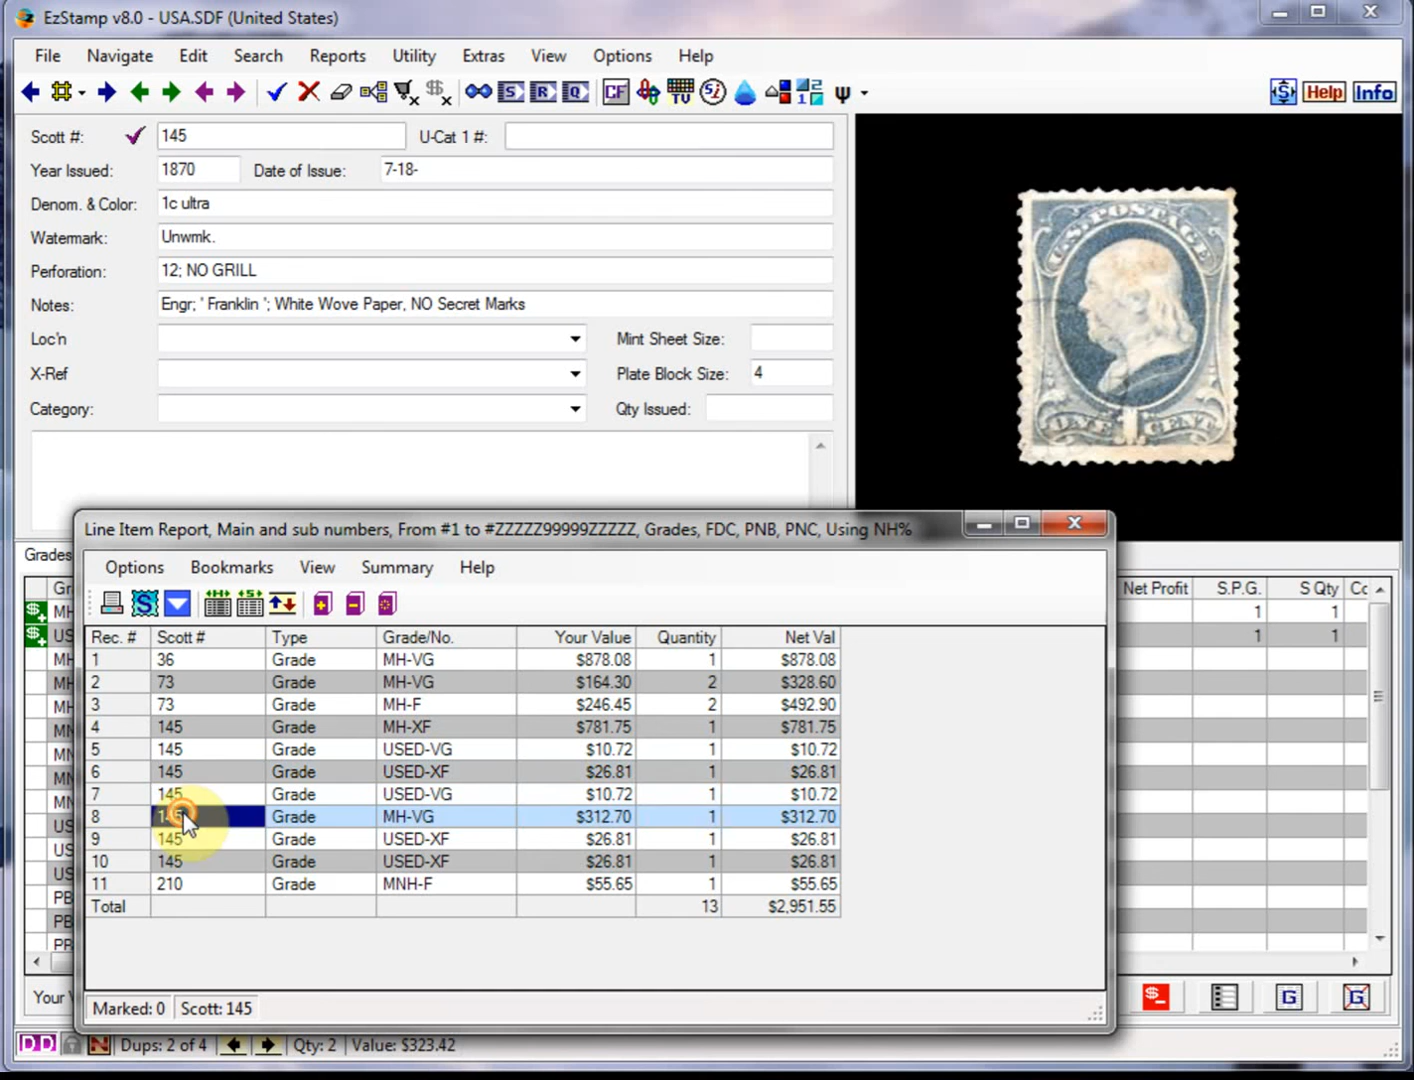 EzStamp v8.0 - USA.SDF (United States)
File Navigate Edit Search Reports Utility Extras View Options Help
S R Q CF TV Help Info
Scott #: 145 U-Cat 1 #:
Year Issued: 1870 Date of Issue: 7-18-
Denom. & Color: 1c ultra
Watermark: Unwmk.
Perforation: 12; NO GRILL
Notes: Engr; ' Franklin '; White Wove Paper, NO Secret Marks
Loc'n Mint Sheet Size:
X-Ref Plate Block Size: 4
Category: Qty Issued:
U.S. POSTAGE
ONE 1 CENT
Line Item Report, Main and sub numbers, From #1 to #ZZZZZ99999ZZZZZ, Grades, FDC, PNB, PNC, Using NH%
Grades
Options Bookmarks View Summary Help
Net Profit S.P.G. S Qty
1 1
1 1
Rec. # Scott # Type Grade/No. Your Value Quantity Net Val
1 36 Grade MH-VG $878.08 1 $878.08
2 73 Grade MH-VG $164.30 2 $328.60
3 73 Grade MH-F $246.45 2 $492.90
4 145 Grade MH-XF $781.75 1 $781.75
5 145 Grade USED-VG $10.72 1 $10.72
6 145 Grade USED-XF $26.81 1 $26.81
7 145 Grade USED-VG $10.72 1 $10.72
8 145 Grade MH-VG $312.70 1 $312.70
9 145 Grade USED-XF $26.81 1 $26.81
10 145 Grade USED-XF $26.81 1 $26.81
11 210 Grade MNH-F $55.65 1 $55.65
Total 13 $2,951.55
Marked: 0 Scott: 145
Your
DD N Dups: 2 of 4 Qty: 2 Value: $323.42